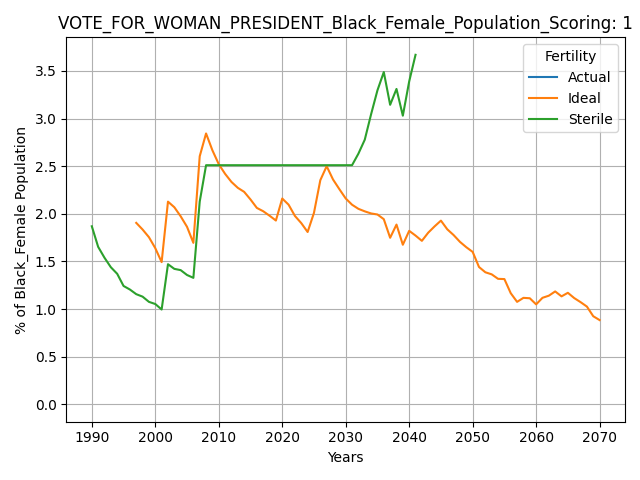 VOTE_FOR_WOMAN_PRESIDENT_Black_Female_Population_Scoring: 1
Fertility
Actual
Ideal
Sterile
% of Black_Female Population
3.5
3.0
2.5
2.0
1.5
1.0
0.5
0.0
1990 2000 2010 2020 2030 2040 2050 2060 2070
Years